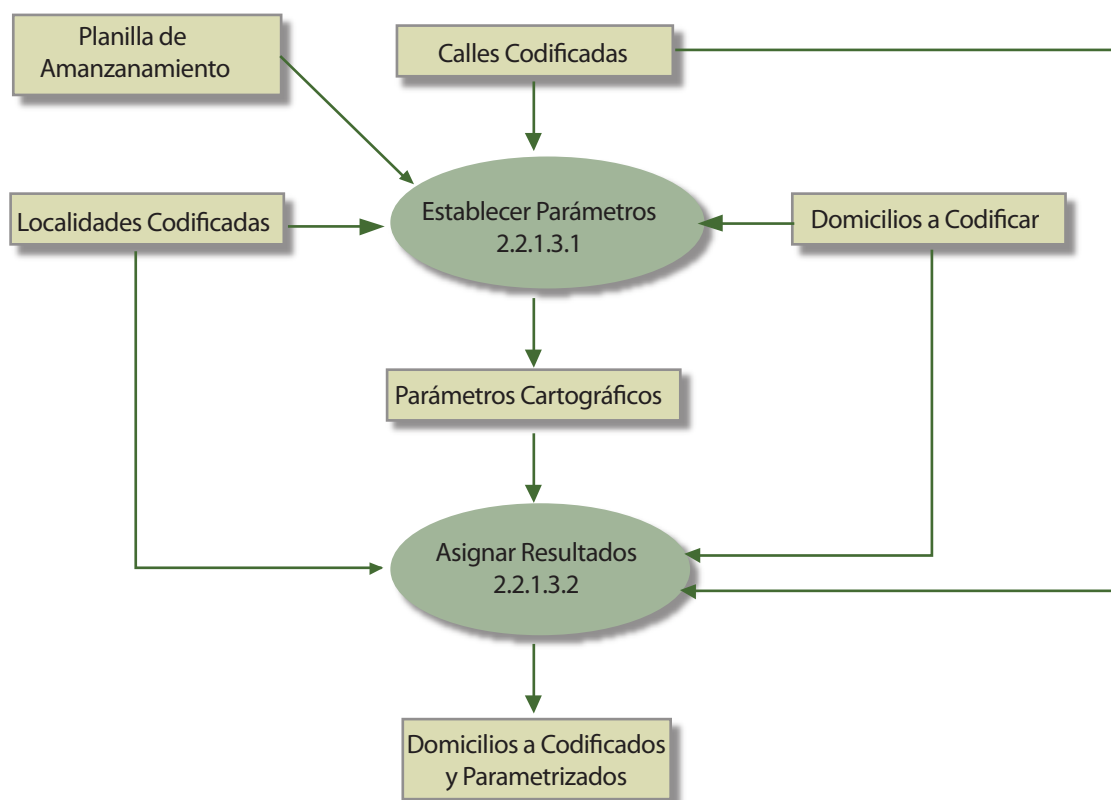 Planilla de
Amanzanamiento
Calles Codificadas
Localidades Codificadas
Establecer Parámetros
2.2.1.3.1
Domicilios a Codificar
Parámetros Cartográficos
Asignar Resultados
2.2.1.3.2
Domicilios a Codificados
y Parametrizados